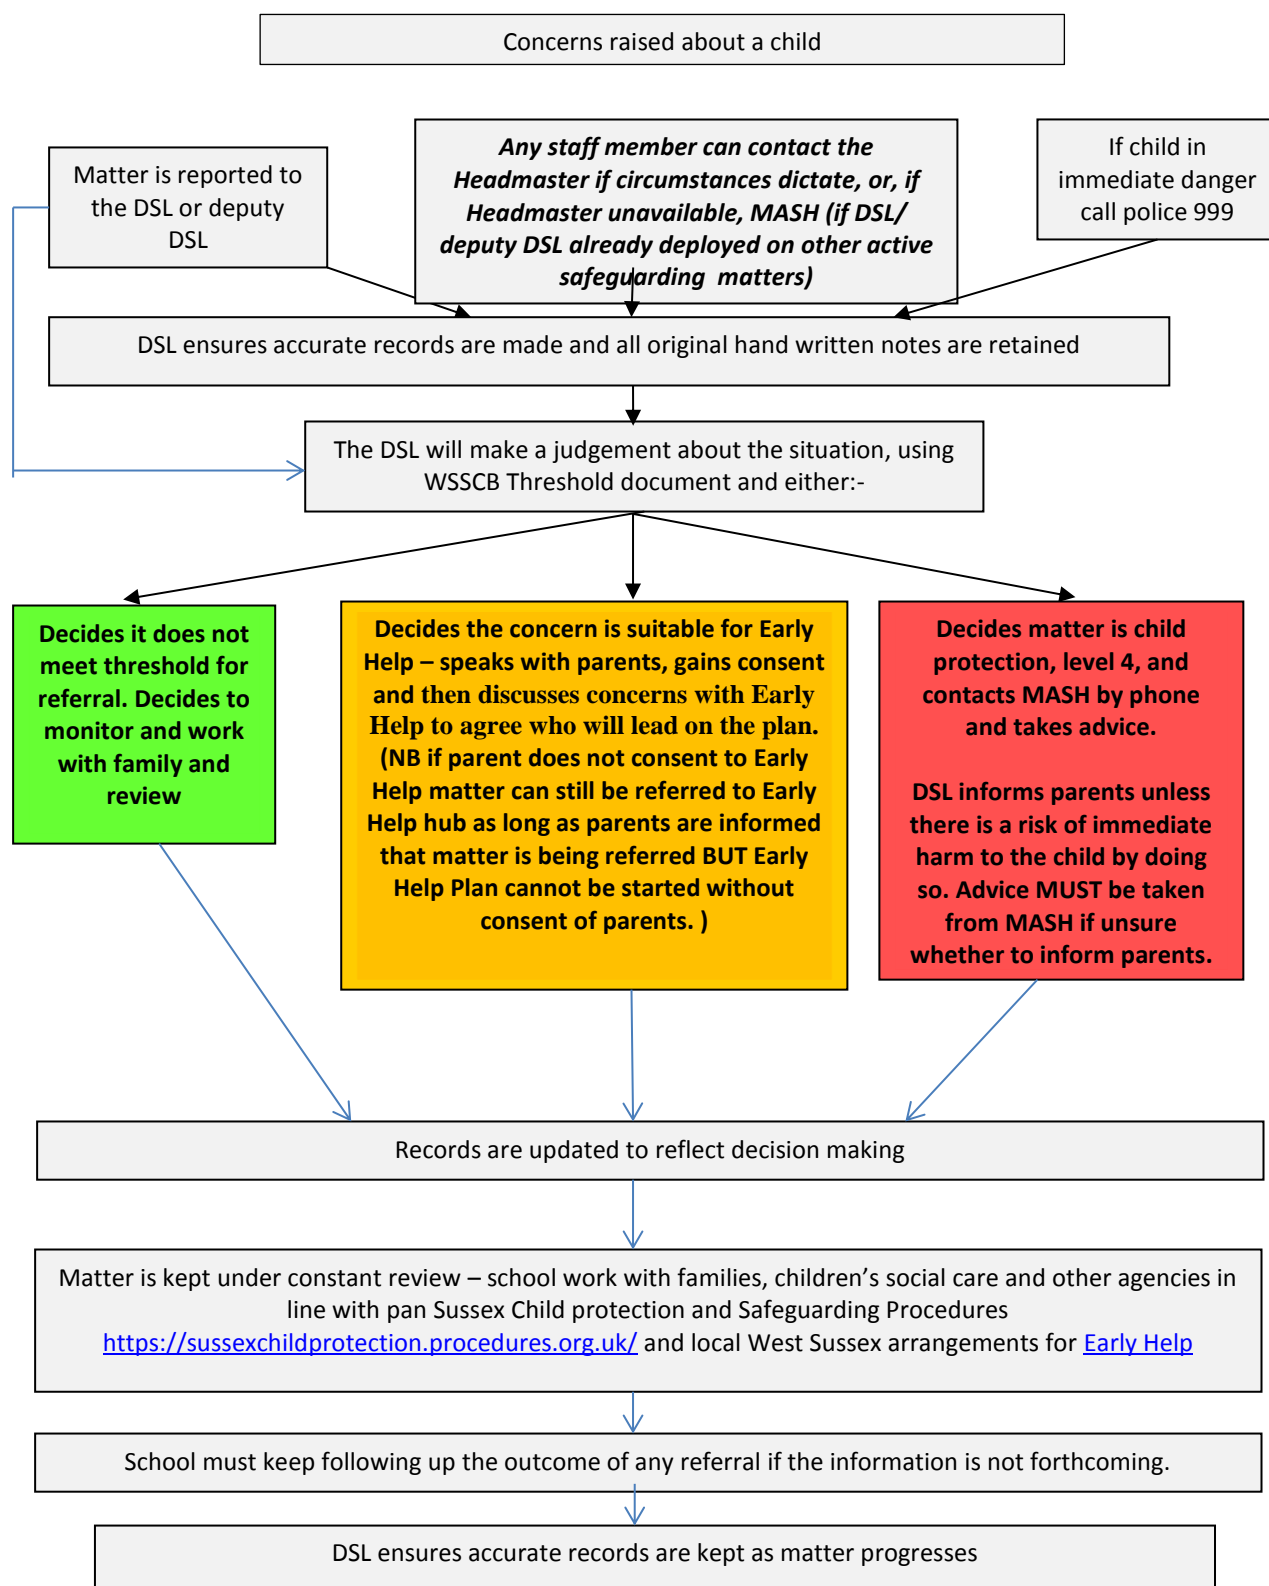 Concerns raised about a child
Matter is reported to
the DSL or deputy
DSL
Any staff member can contact the
Headmaster if circumstances dictate, or, if
Headmaster unavailable, MASH (if DSL/
deputy DSL already deployed on other active
safeguarding  matters)
If child in
immediate danger
call police 999
DSL ensures accurate records are made and all original hand written notes are retained
The DSL will make a judgement about the situation, using
WSSCB Threshold document and either:-
Decides it does not
meet threshold for
referral. Decides to
monitor and work
with family and
review
Decides the concern is suitable for Early
Help – speaks with parents, gains consent
and then discusses concerns with Early
Help to agree who will lead on the plan.
(NB if parent does not consent to Early
Help matter can still be referred to Early
Help hub as long as parents are informed
that matter is being referred BUT Early
Help Plan cannot be started without
consent of parents. )
Decides matter is child
protection, level 4, and
contacts MASH by phone
and takes advice.
DSL informs parents unless
there is a risk of immediate
harm to the child by doing
so. Advice MUST be taken
from MASH if unsure
whether to inform parents.
Records are updated to reflect decision making
Matter is kept under constant review – school work with families, children’s social care and other agencies in
line with pan Sussex Child protection and Safeguarding Procedures
https://sussexchildprotection.procedures.org.uk/ and local West Sussex arrangements for Early Help
School must keep following up the outcome of any referral if the information is not forthcoming.
DSL ensures accurate records are kept as matter progresses